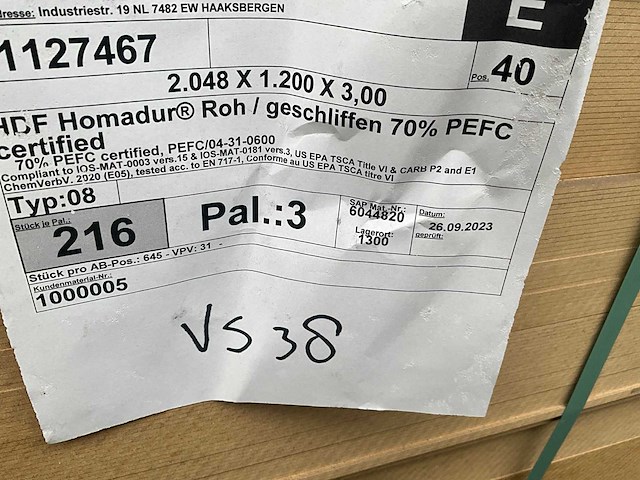 dresse: Industriestr. 19 NL 7482 EW HAAKSBERGEN
E
1127467
Pos. 40
2.048 X 1.200 X 3,00
HDF Homadur® Roh / geschliffen 70% PEFC
certified
70% PEFC certified, PEFC/04-31-0600
Compliant to IOS-MAT-0003 vers.15 & IOS-MAT-0181 vers.3, US EPA TSCA Title VI & CARB P2 and E1
ChemVerbV. 2020 (E05), tested acc. to EN 717-1, Conforme au US EPA TSCA titre VI
Typ:08
Stück je Pal.:
216
Pal.:3
SAP Mat.-Nr.:
6044820
Lagerort:
1300
Datum:
26.09.2023
geprüft:
Stück pro AB-Pos.: 645 - VPV: 31 -
Kundenmaterial-Nr.:
1000005
VS 38